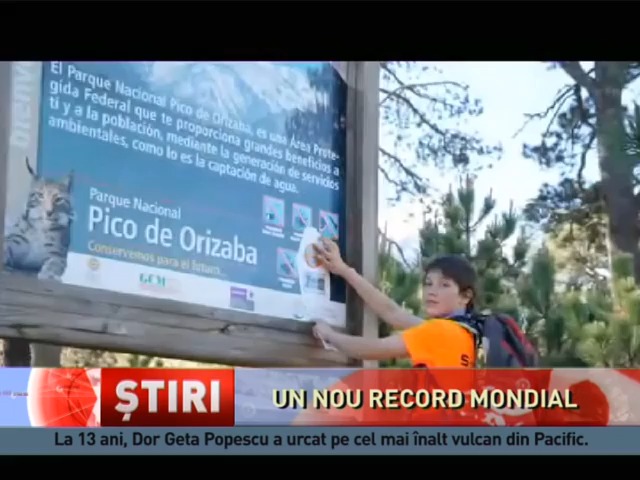 bienve
El Parque Nacional Pico de Orizaba, es una Área Prote-
gida Federal que te proporciona grandes beneficios a
ti y a la población, mediante la generación de servicios
ambientales, como lo es la captación de agua.
Parque Nacional
Pico de Orizaba
Conservemos para el futuro...
GCM
ȘTIRI
UN NOU RECORD MONDIAL
La 13 ani, Dor Geta Popescu a urcat pe cel mai înalt vulcan din Pacific.